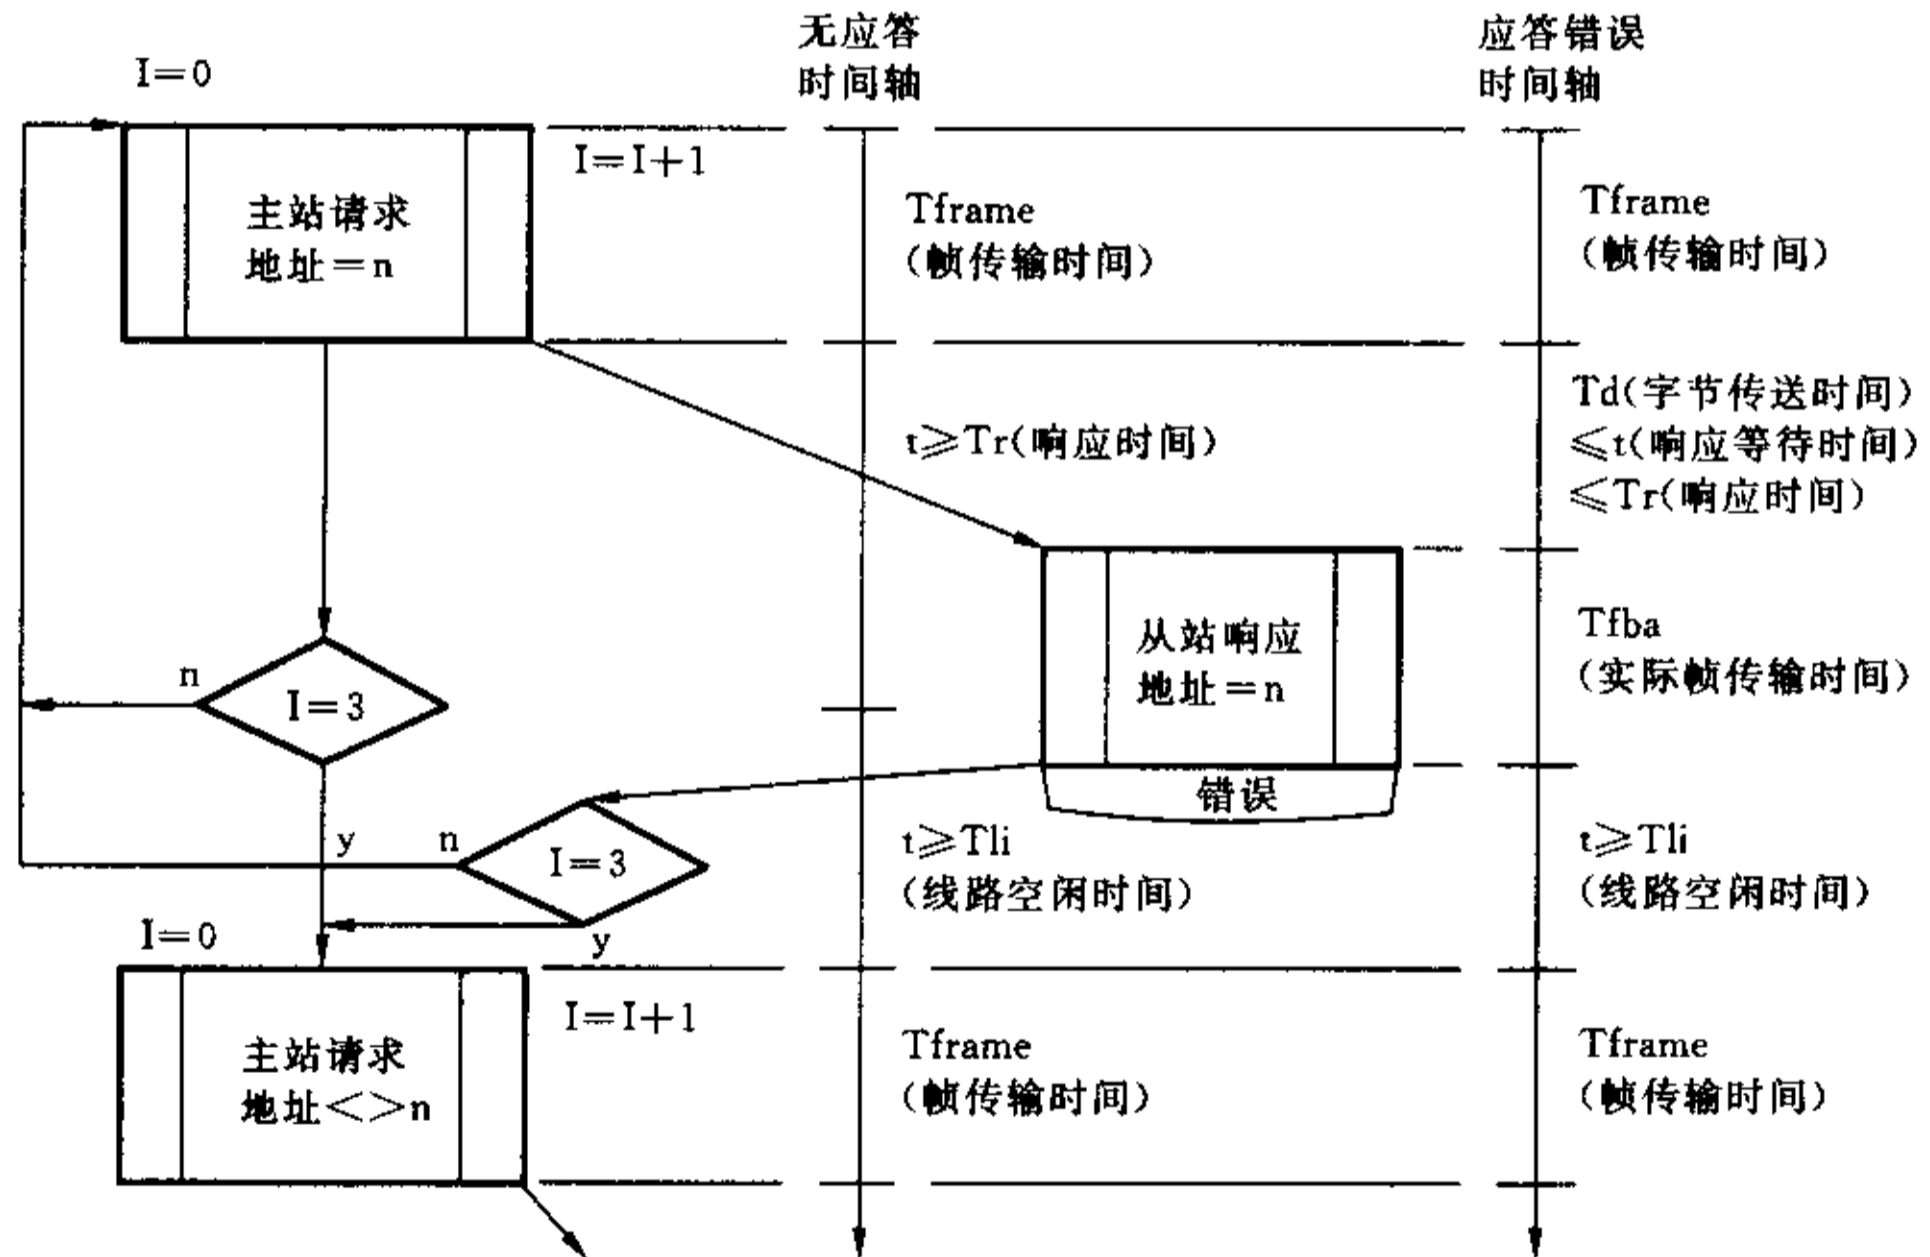 无应答
时间轴
应答错误
时间轴
I=0
I=I+1
主站请求
地址=n
Tframe
(帧传输时间)
Tframe
(帧传输时间)
t≥Tr(响应时间)
Td(字节传送时间)
≤t(响应等待时间)
≤Tr(响应时间)
从站响应
地址=n
Tfba
(实际帧传输时间)
n
I=3
错误
y
n
I=3
y
t≥Tli
(线路空闲时间)
t≥Tli
(线路空闲时间)
I=0
I=I+1
主站请求
地址<>n
Tframe
(帧传输时间)
Tframe
(帧传输时间)